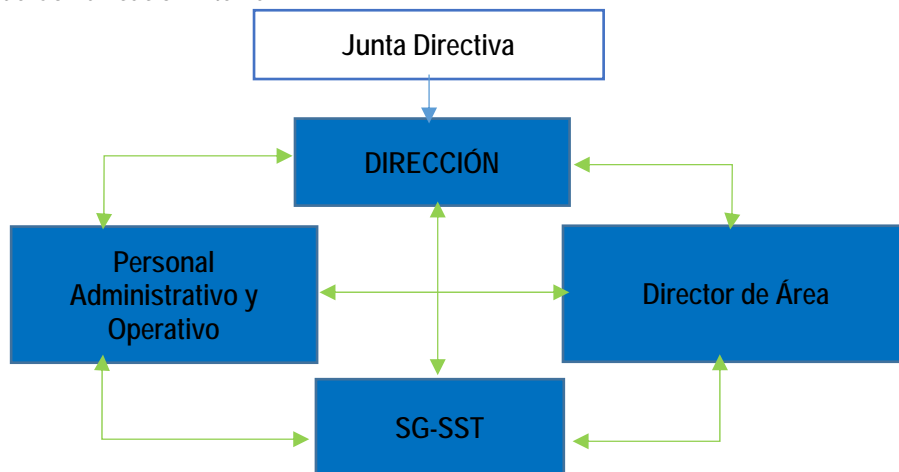 Junta Directiva
DIRECCIÓN
Personal
Administrativo y
Operativo
Director de Área
SG-SST